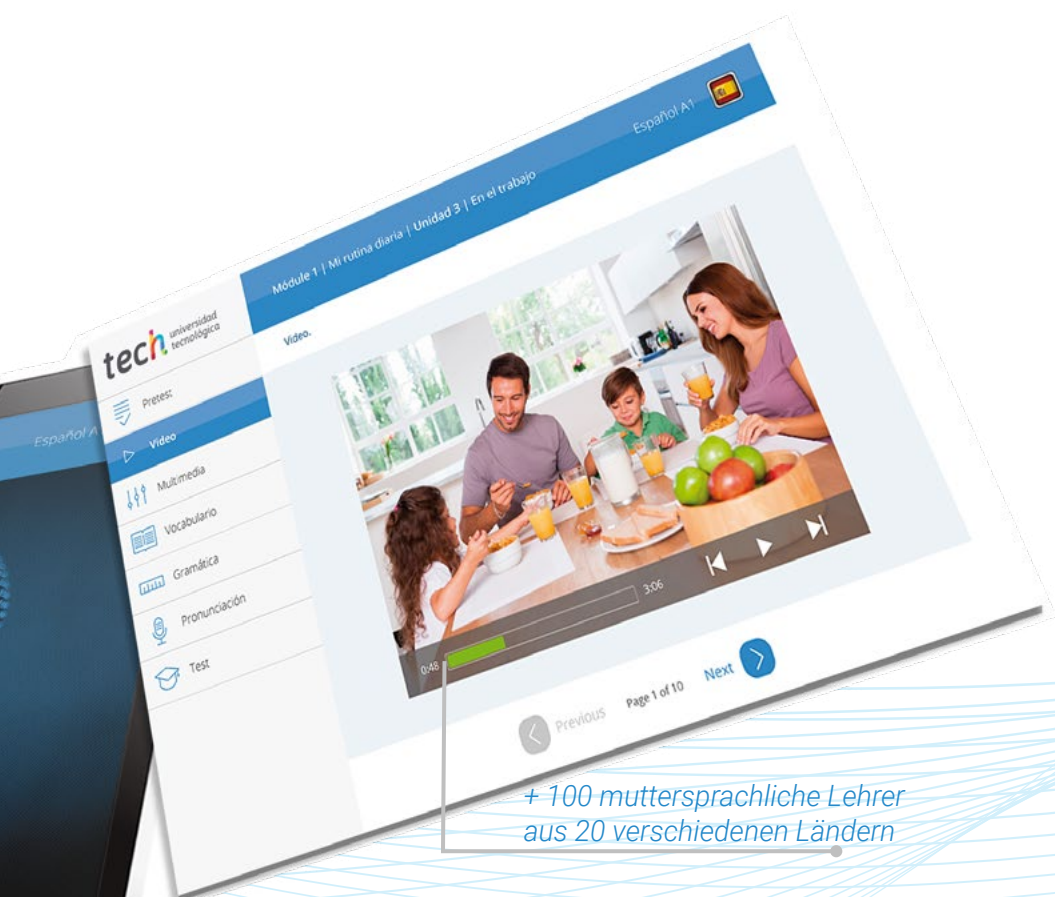 Español A1
Módule 1 | Mi rutina diaria | Unidad 3 | En el trabajo
tech universidad
tecnológica
Video.
Pretest
Video
Multimedia
Vocabulario
Gramática
Pronunciación
Test
0:48
3:06
Previous
Page 1 of 10
Next
Español A
+ 100 muttersprachliche Lehrer
aus 20 verschiedenen Ländern